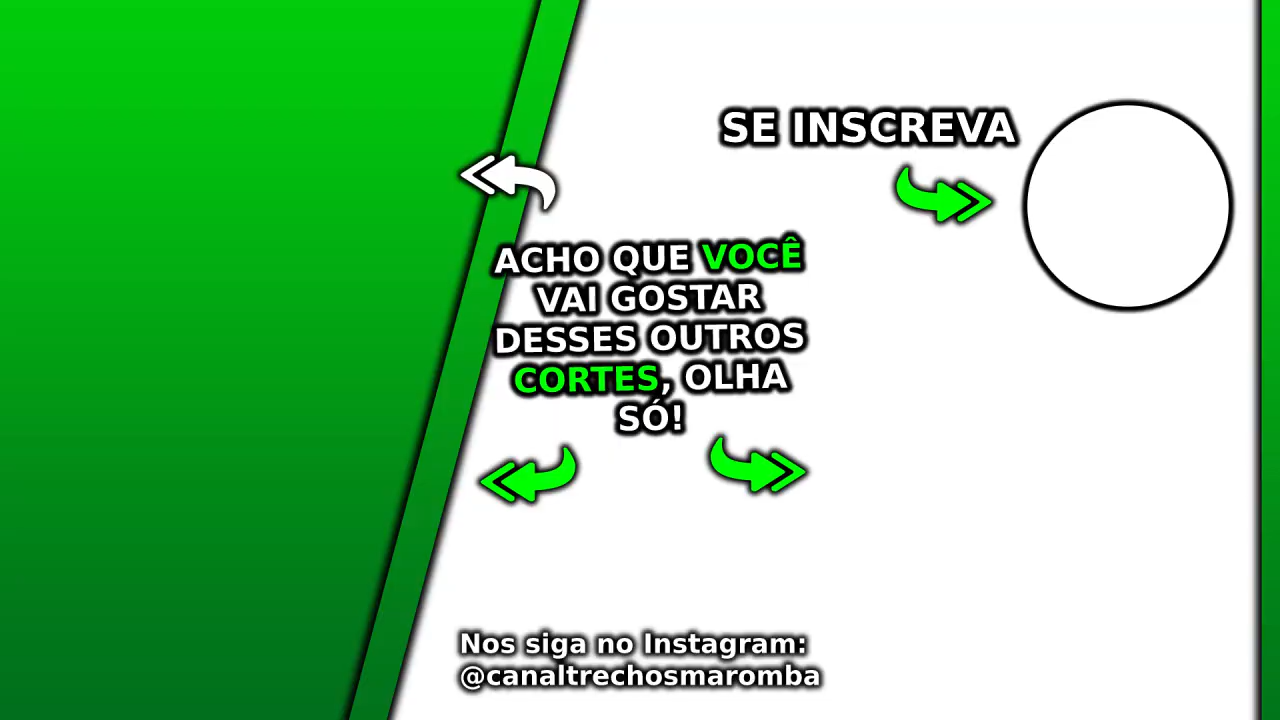 SE INSCREVA
ACHO QUE VOCÊ
VAI GOSTAR
DESSES OUTROS
CORTES, OLHA
SÓ!
Nos siga no Instagram:
@canaltrechosmaromba